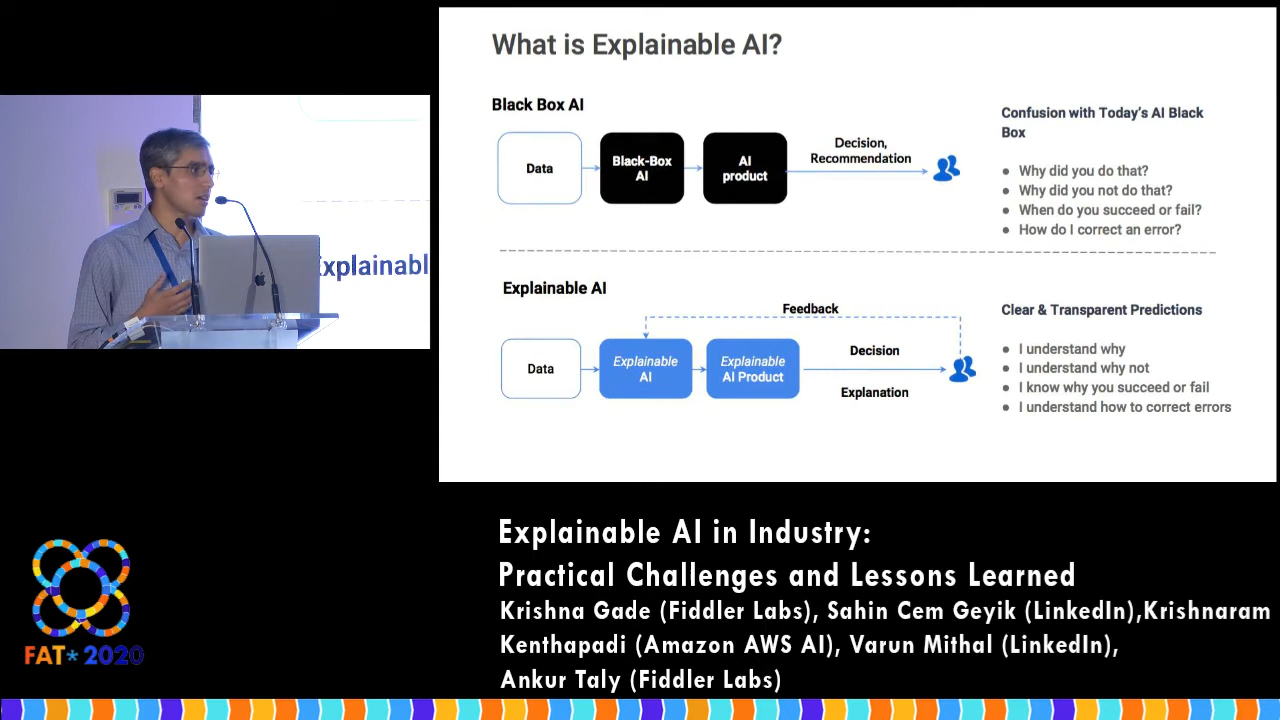 What is Explainable AI?
Black Box AI
Data
Black-Box
AI
AI
product
Decision,
Recommendation
Confusion with Today's AI Black
Box
● Why did you do that?
● Why did you not do that?
● When do you succeed or fail?
● How do I correct an error?
Explainable AI
Feedback
Data
Explainable
AI
Explainable
AI Product
Decision
Explanation
Clear & Transparent Predictions
● I understand why
● I understand why not
● I know why you succeed or fail
● I understand how to correct errors
Explainabl
Explainable AI in Industry:
Practical Challenges and Lessons Learned
Krishna Gade (Fiddler Labs), Sahin Cem Geyik (LinkedIn),Krishnaram
Kenthapadi (Amazon AWS AI), Varun Mithal (LinkedIn),
Ankur Taly (Fiddler Labs)
FAT* 2020